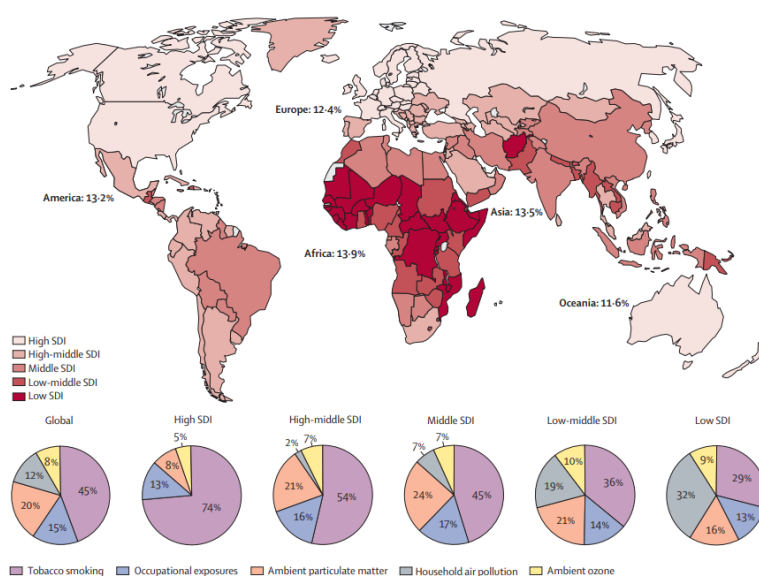 Europe: 12·4%
America: 13·2%
Asia: 13·5%
Africa: 13·9%
Oceania: 11·6%
High SDI
High-middle SDI
Middle SDI
Low-middle SDI
Low SDI
Global
8%
12%
45%
20%
15%
High SDI
5%
8%
13%
74%
High-middle SDI
2%
7%
21%
54%
16%
Middle SDI
7%
7%
24%
45%
17%
Low-middle SDI
10%
19%
36%
21%
14%
Low SDI
9%
29%
32%
13%
16%
Tobacco smoking
Occupational exposures
Ambient particulate matter
Household air pollution
Ambient ozone